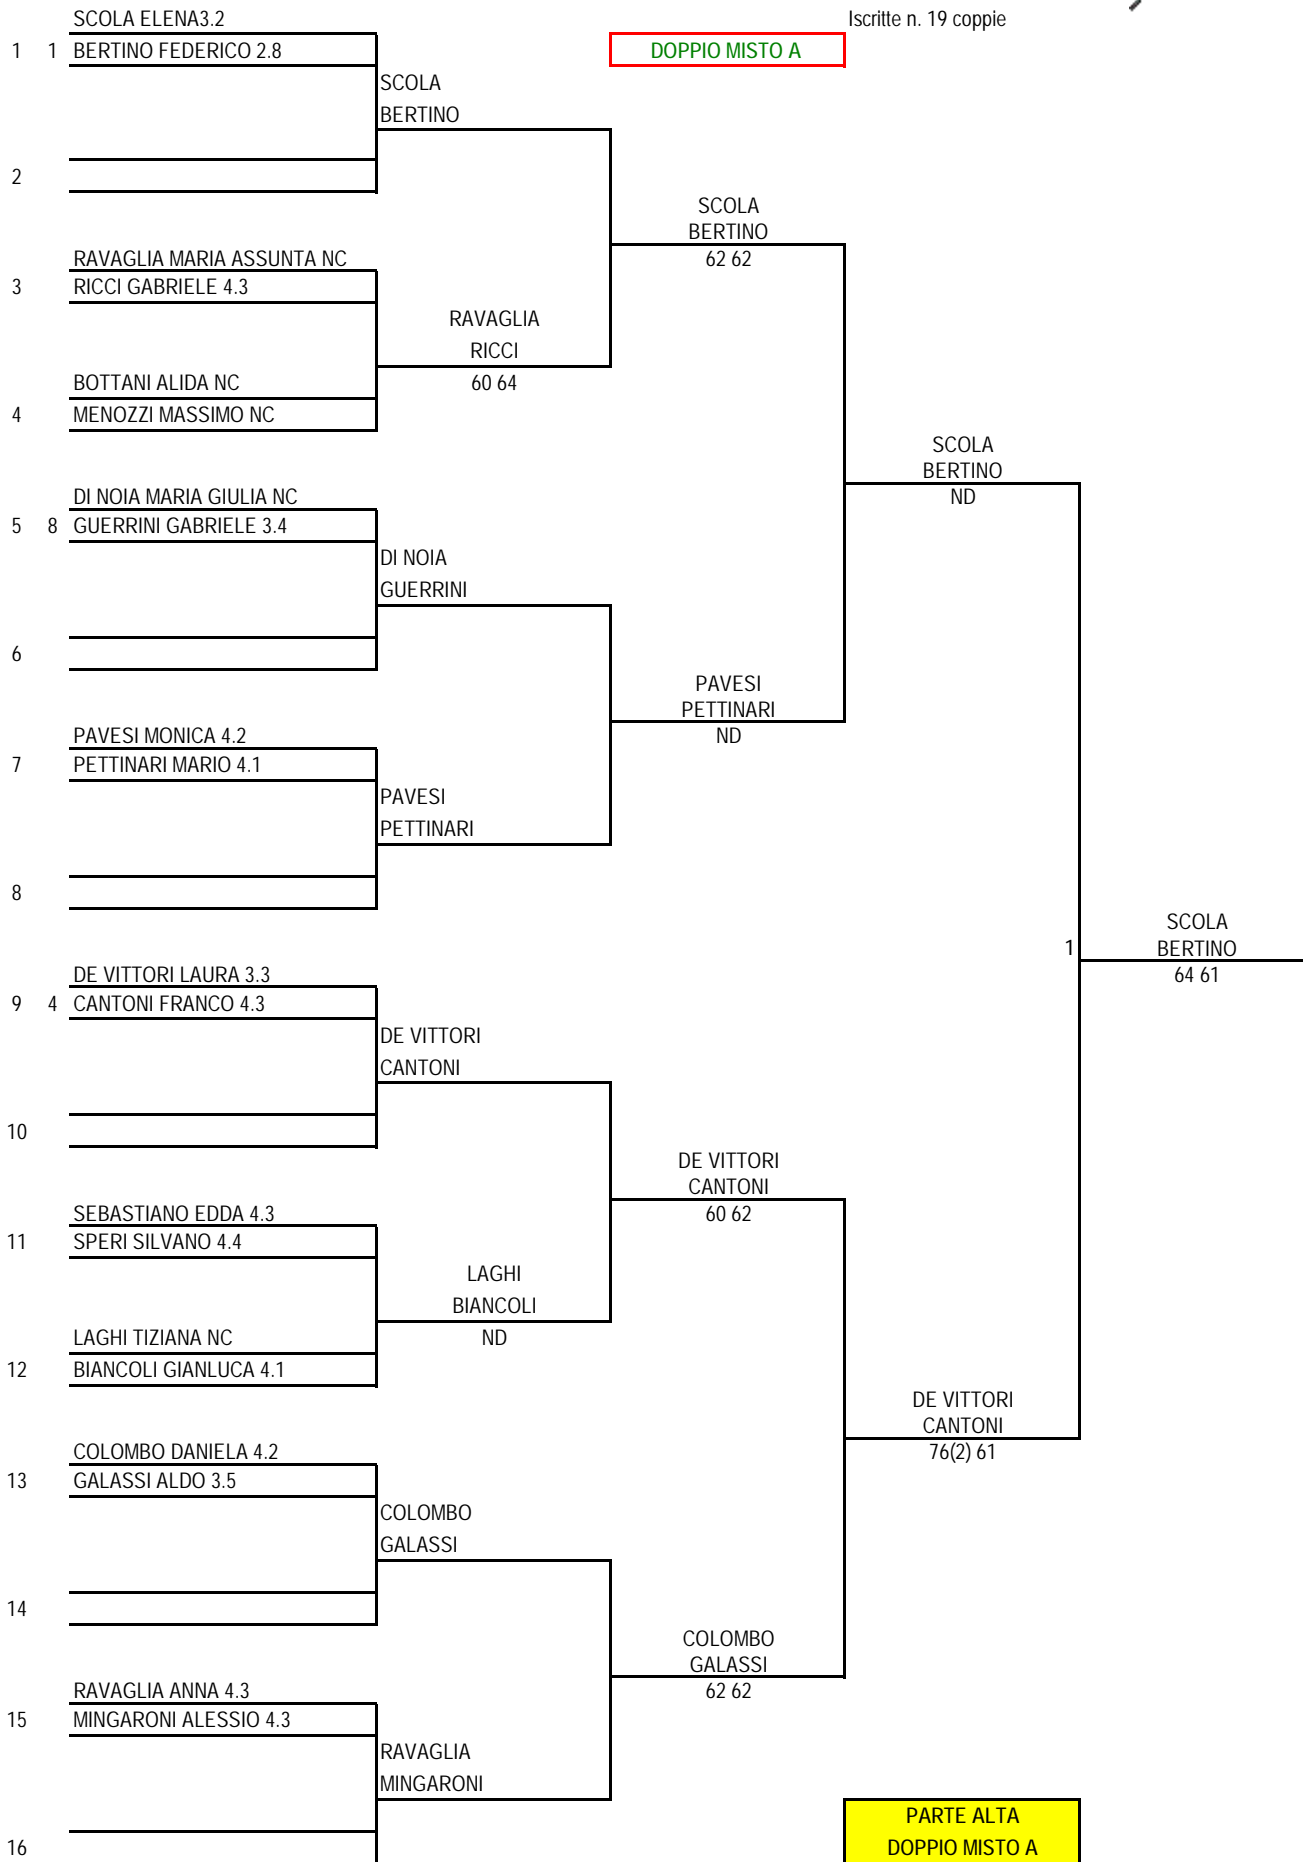 SCOLA ELENA3.2
Iscritte n. 19 coppie
1 1 BERTINO FEDERICO 2.8
DOPPIO MISTO A
SCOLA
BERTINO
2
SCOLA
BERTINO
62 62
RAVAGLIA MARIA ASSUNTA NC
3 RICCI GABRIELE 4.3
RAVAGLIA
RICCI
60 64
BOTTANI ALIDA NC
4 MENOZZI MASSIMO NC
SCOLA
BERTINO
ND
DI NOIA MARIA GIULIA NC
5 8 GUERRINI GABRIELE 3.4
DI NOIA
GUERRINI
6
PAVESI
PETTINARI
ND
PAVESI MONICA 4.2
7 PETTINARI MARIO 4.1
PAVESI
PETTINARI
8
SCOLA
1 BERTINO
64 61
DE VITTORI LAURA 3.3
9 4 CANTONI FRANCO 4.3
DE VITTORI
CANTONI
10
DE VITTORI
CANTONI
60 62
SEBASTIANO EDDA 4.3
11 SPERI SILVANO 4.4
LAGHI
BIANCOLI
ND
LAGHI TIZIANA NC
12 BIANCOLI GIANLUCA 4.1
DE VITTORI
CANTONI
76(2) 61
COLOMBO DANIELA 4.2
13 GALASSI ALDO 3.5
COLOMBO
GALASSI
14
COLOMBO
GALASSI
62 62
RAVAGLIA ANNA 4.3
15 MINGARONI ALESSIO 4.3
RAVAGLIA
MINGARONI
16
PARTE ALTA
DOPPIO MISTO A